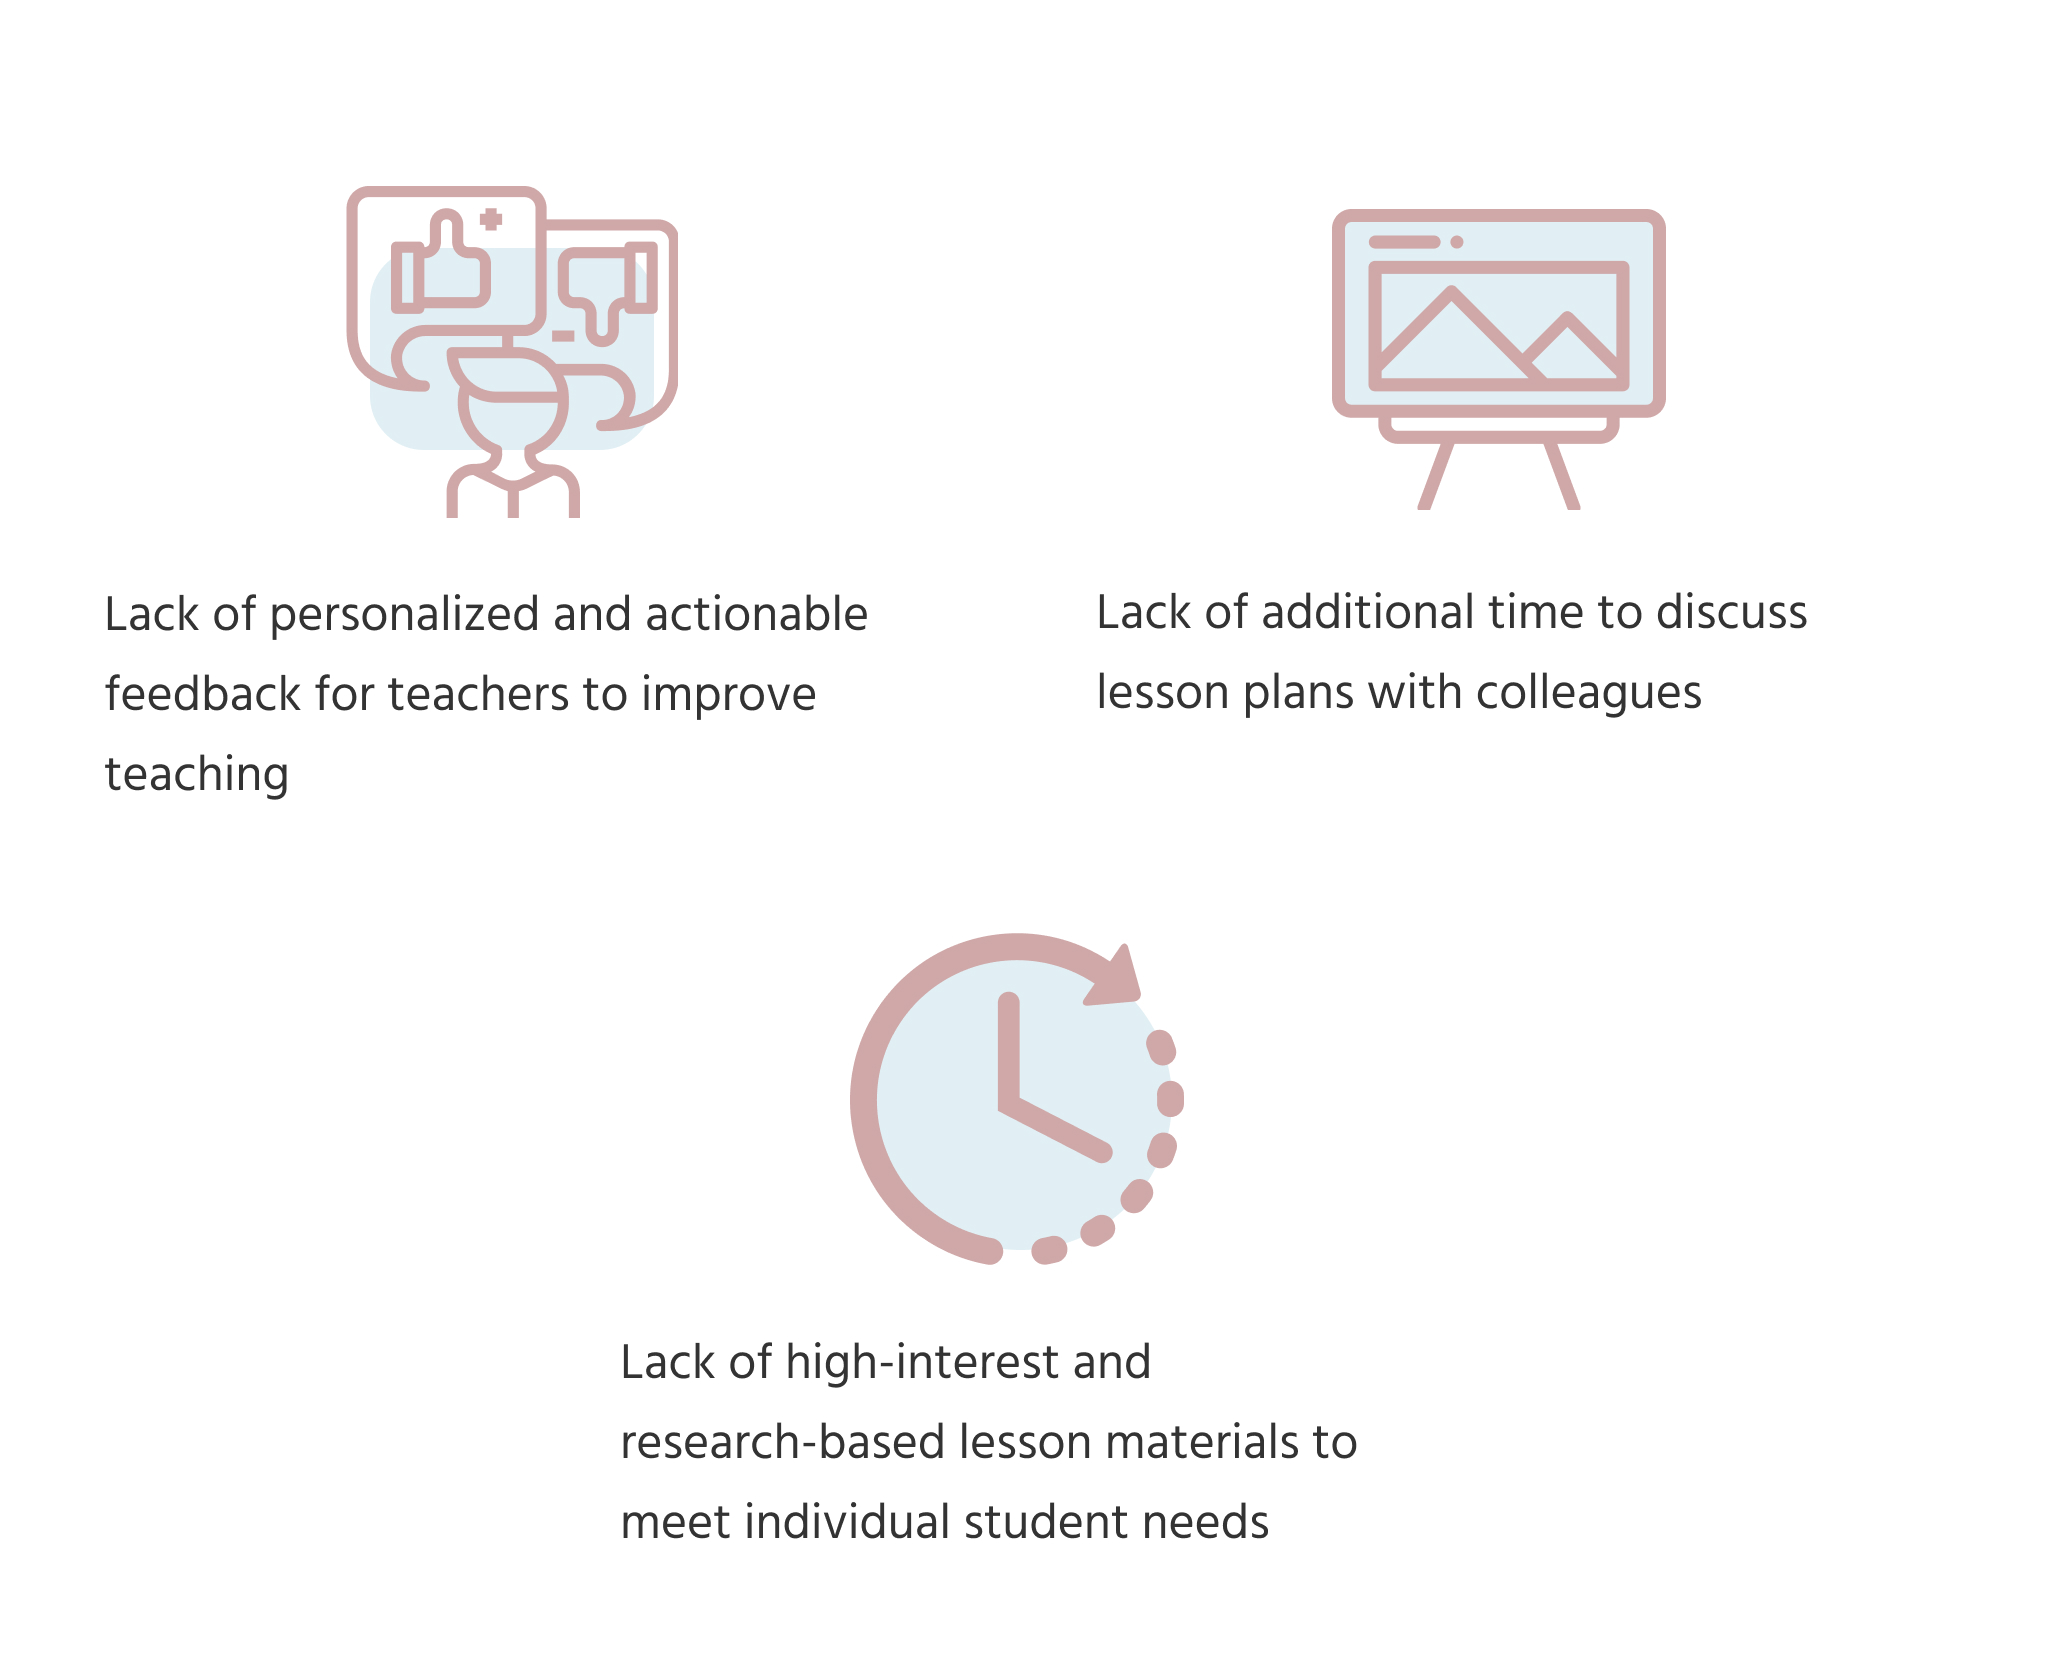 Lack of personalized and actionable
feedback for teachers to improve
teaching
Lack of additional time to discuss
lesson plans with colleagues
Lack of high-interest and
research-based lesson materials to
meet individual student needs